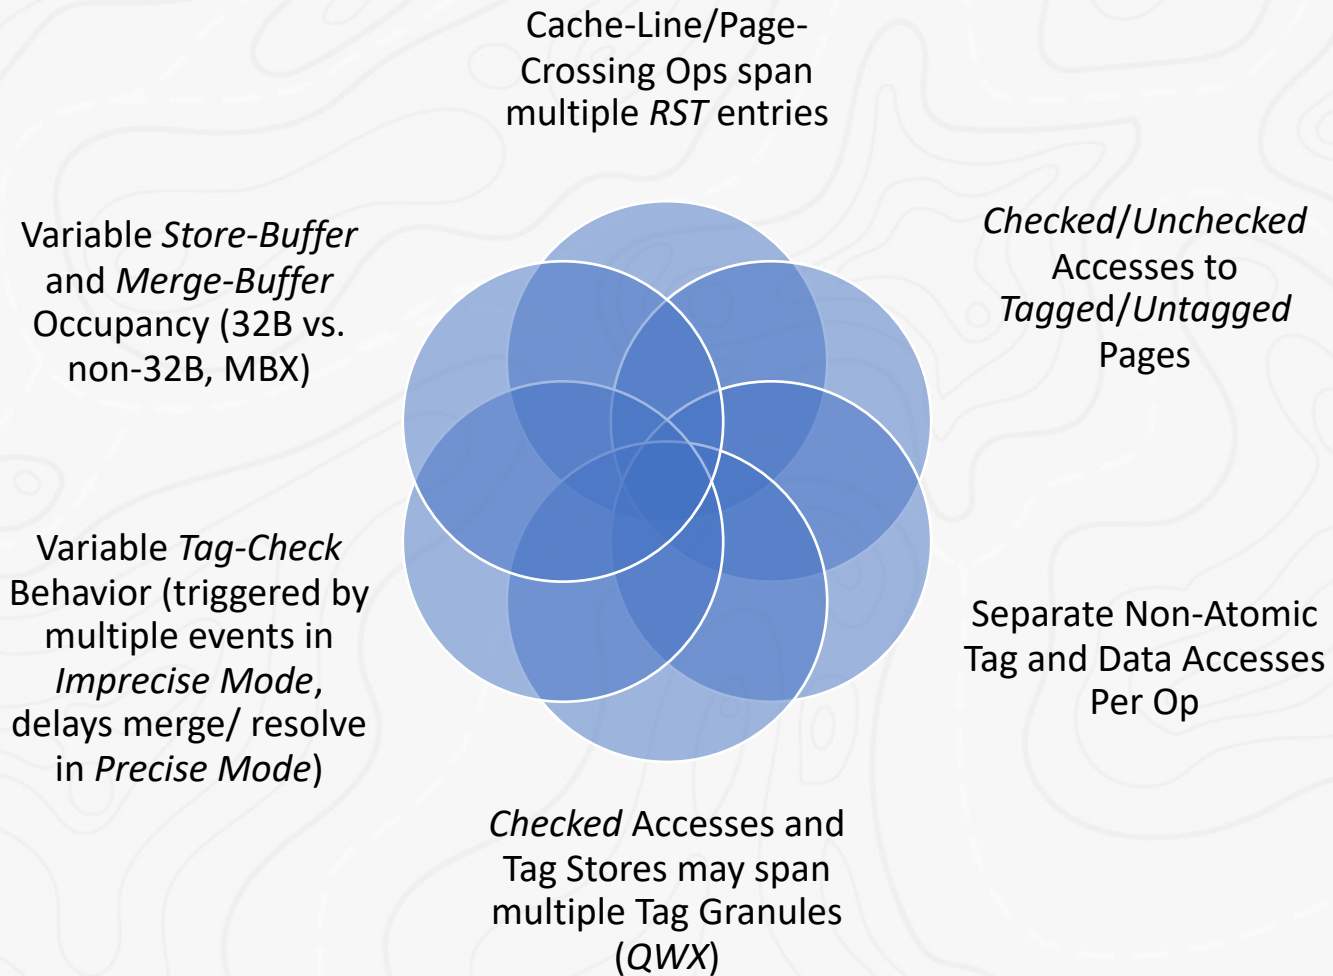 Cache-Line/Page-
Crossing Ops span
multiple RST entries
Checked/Unchecked
Accesses to
Tagged/Untagged
Pages
Separate Non-Atomic
Tag and Data Accesses
Per Op
Checked Accesses and
Tag Stores may span
multiple Tag Granules
(QWX)
Variable Tag-Check
Behavior (triggered by
multiple events in
Imprecise Mode,
delays merge/ resolve
in Precise Mode)
Variable Store-Buffer
and Merge-Buffer
Occupancy (32B vs.
non-32B, MBX)